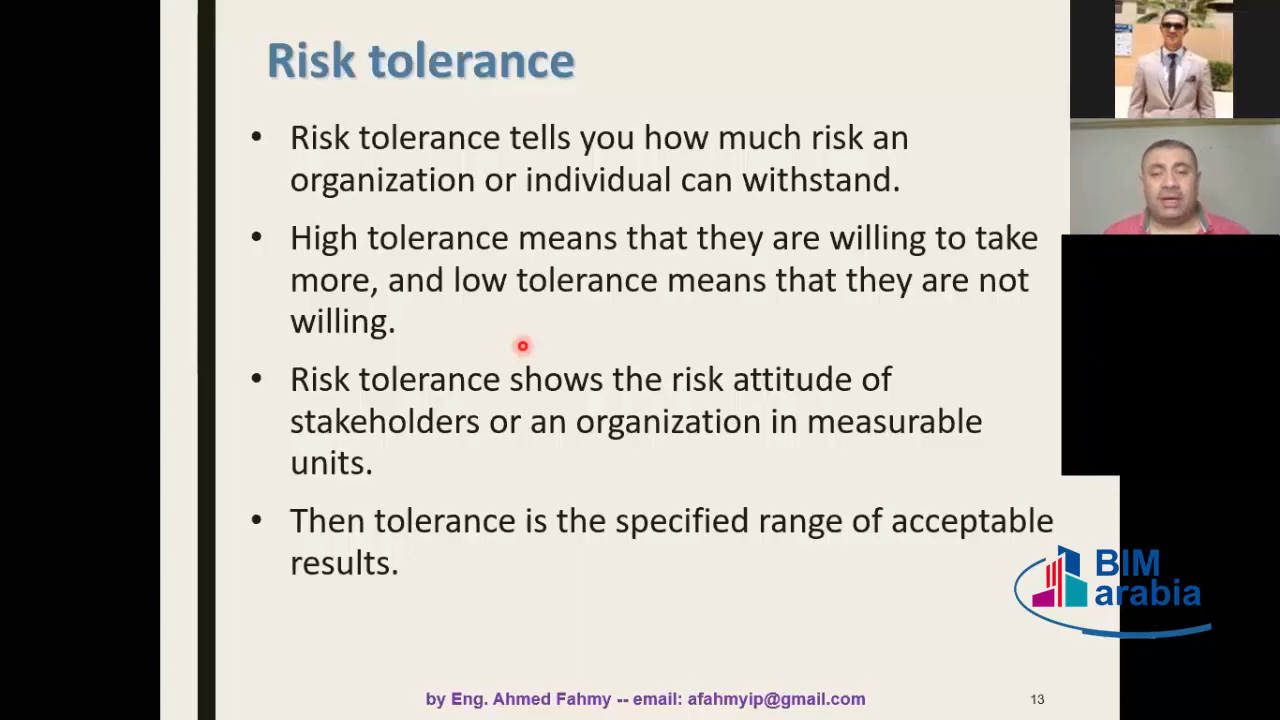 Risk tolerance
• Risk tolerance tells you how much risk an
organization or individual can withstand.
• High tolerance means that they are willing to take
more, and low tolerance means that they are not
willing.
• Risk tolerance shows the risk attitude of
stakeholders or an organization in measurable
units.
• Then tolerance is the specified range of acceptable
results.
BIM
arabia
by Eng. Ahmed Fahmy -- email: afahmyip@gmail.com
13